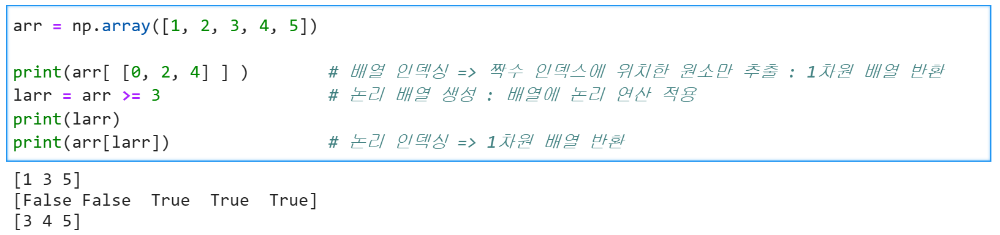 arr = np.array([1, 2, 3, 4, 5])
print(arr[ [0, 2, 4] ] ) # 배열 인덱싱 => 짝수 인덱스에 위치한 원소만 추출 : 1차원 배열 반환
larr = arr >= 3 # 논리 배열 생성 : 배열에 논리 연산 적용
print(larr)
print(arr[larr]) # 논리 인덱싱 => 1차원 배열 반환
[1 3 5]
[False False  True  True  True]
[3 4 5]